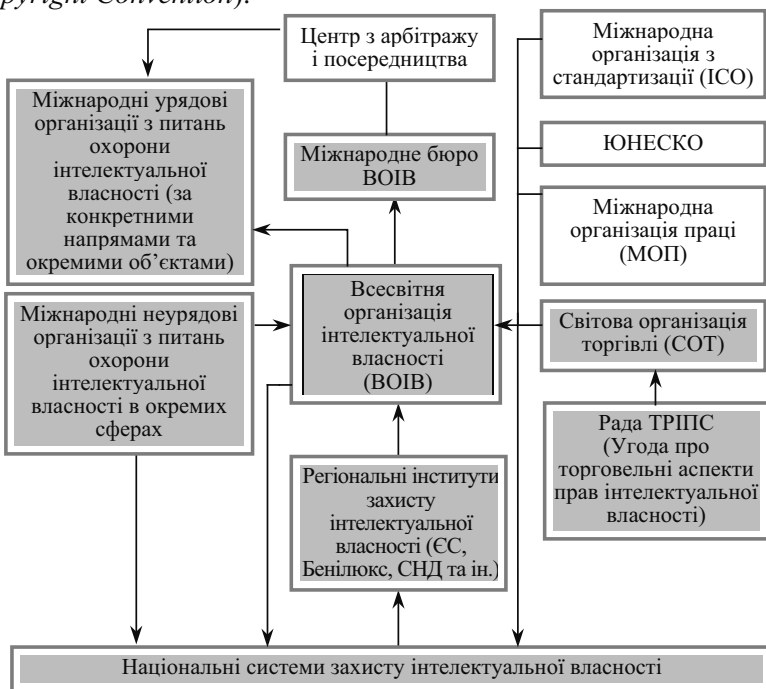 pyright Convention).
Центр з арбітражу
і посередництва
Міжнародна
організація з
стандартизації (ІСО)
Міжнародні урядові
організації з питань
охорони
інтелектуальної
власності (за
конкретними
напрямами та
окремими об’єктами)
Міжнародне бюро
ВОІВ
ЮНЕСКО
Міжнародна
організація праці
(МОП)
Всесвітня
організація
інтелектуальної
власності
(ВОІВ)
Міжнародні неурядові
організації з питань
охорони
інтелектуальної
власності в окремих
сферах
Світова організація
торгівлі (СОТ)
Рада ТРІПС
(Угода про
торговельні аспекти
прав інтелектуальної
власності)
Регіональні інститути
захисту
інтелектуальної
власності (ЄС,
Бенілюкс, СНД та ін.)
Національні системи захисту інтелектуальної власності